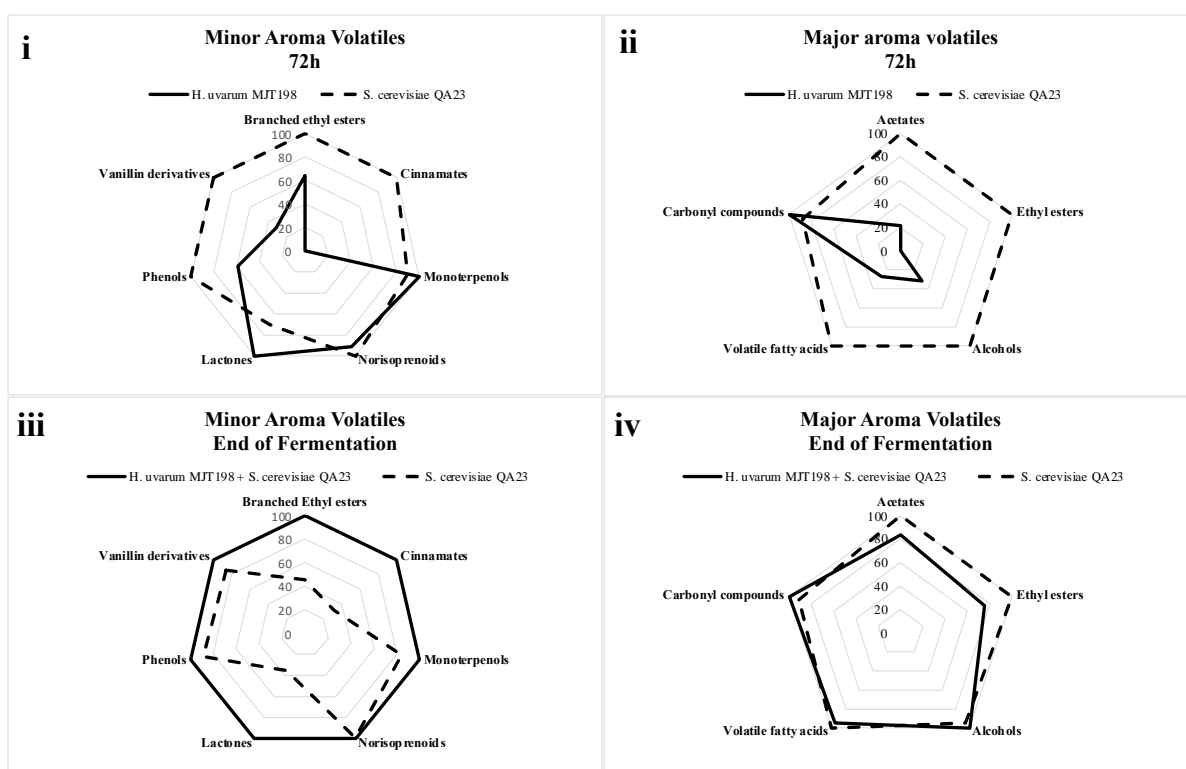 i
Minor Aroma Volatiles
72h
H. uvarum MJT198 S. cerevisiae QA23
Branched ethyl esters
100
80
60
40
20
0
Cinnamates
Monoterpenols
Norisoprenoids
Lactones
Phenols
Vanillin derivatives
ii
Major aroma volatiles
72h
H. uvarum MJT198 S. cerevisiae QA23
Acetates
100
80
60
40
20
0
Ethyl esters
Alcohols
Volatile fatty acids
Carbonyl compounds
iii
Minor Aroma Volatiles
End of Fermentation
H. uvarum MJT198 + S. cerevisiae QA23 S. cerevisiae QA23
Branched Ethyl esters
100
80
60
40
20
0
Cinnamates
Monoterpenols
Norisoprenoids
Lactones
Phenols
Vanillin derivatives
iv
Major Aroma Volatiles
End of Fermentation
H. uvarum MJT198 + S. cerevisiae QA23 S. cerevisiae QA23
Acetates
100
80
60
40
20
0
Ethyl esters
Alcohols
Volatile fatty acids
Carbonyl compounds